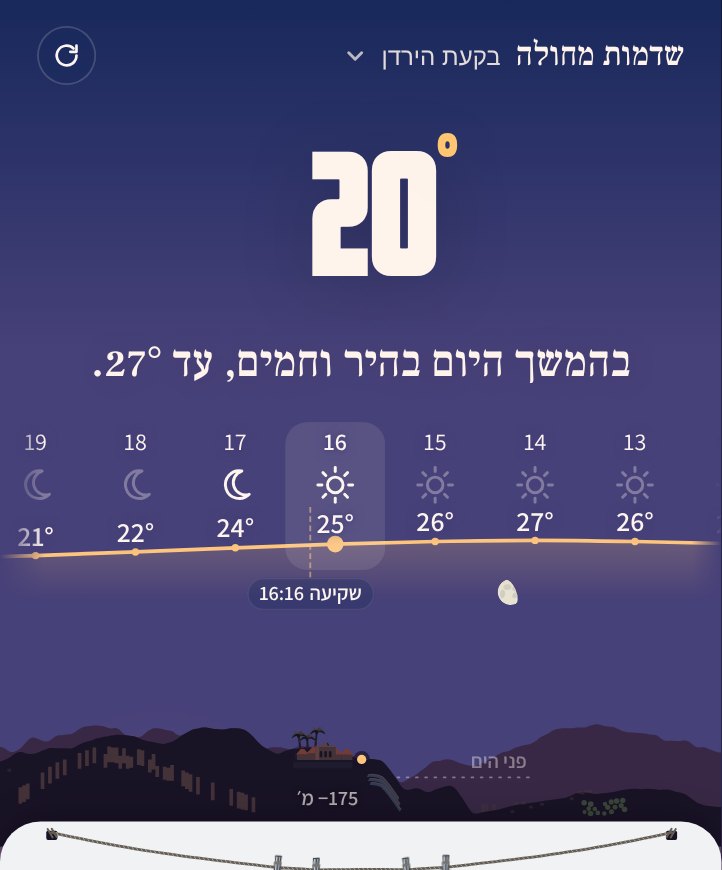 שדמות מחולה בקעת הירדן
20°
בהמשך היום בהיר וחמים, עד 27°.
13 14 15 16 17 18 19
26° 27° 26° 25° 24° 22° 21°
שקיעה 16:16
פני הים
−175 מ׳